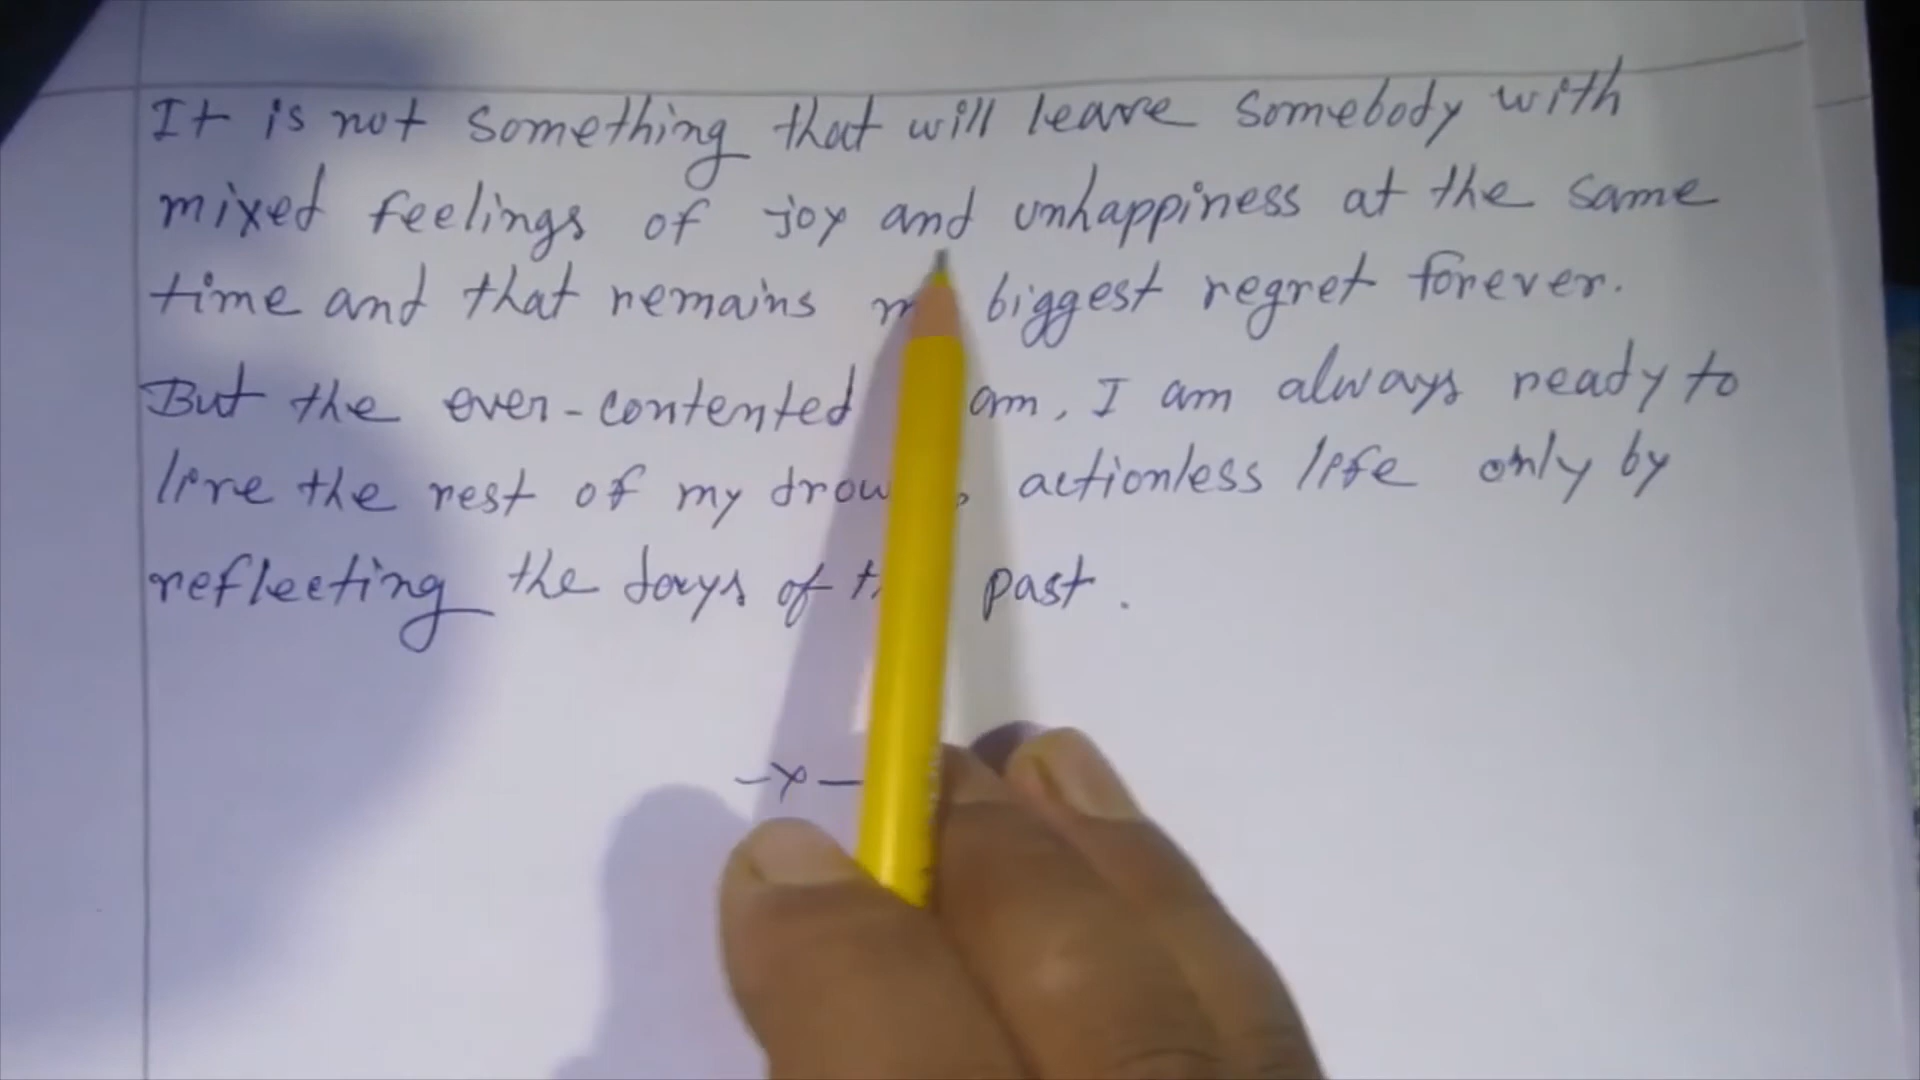 It is not something that will leave somebody with
mixed feelings of joy and unhappiness at the same
time and that remains biggest regret forever.
But the ever-contented am, I am always ready to
live the rest of my actionless life only by
reflecting the days of past.
-x-